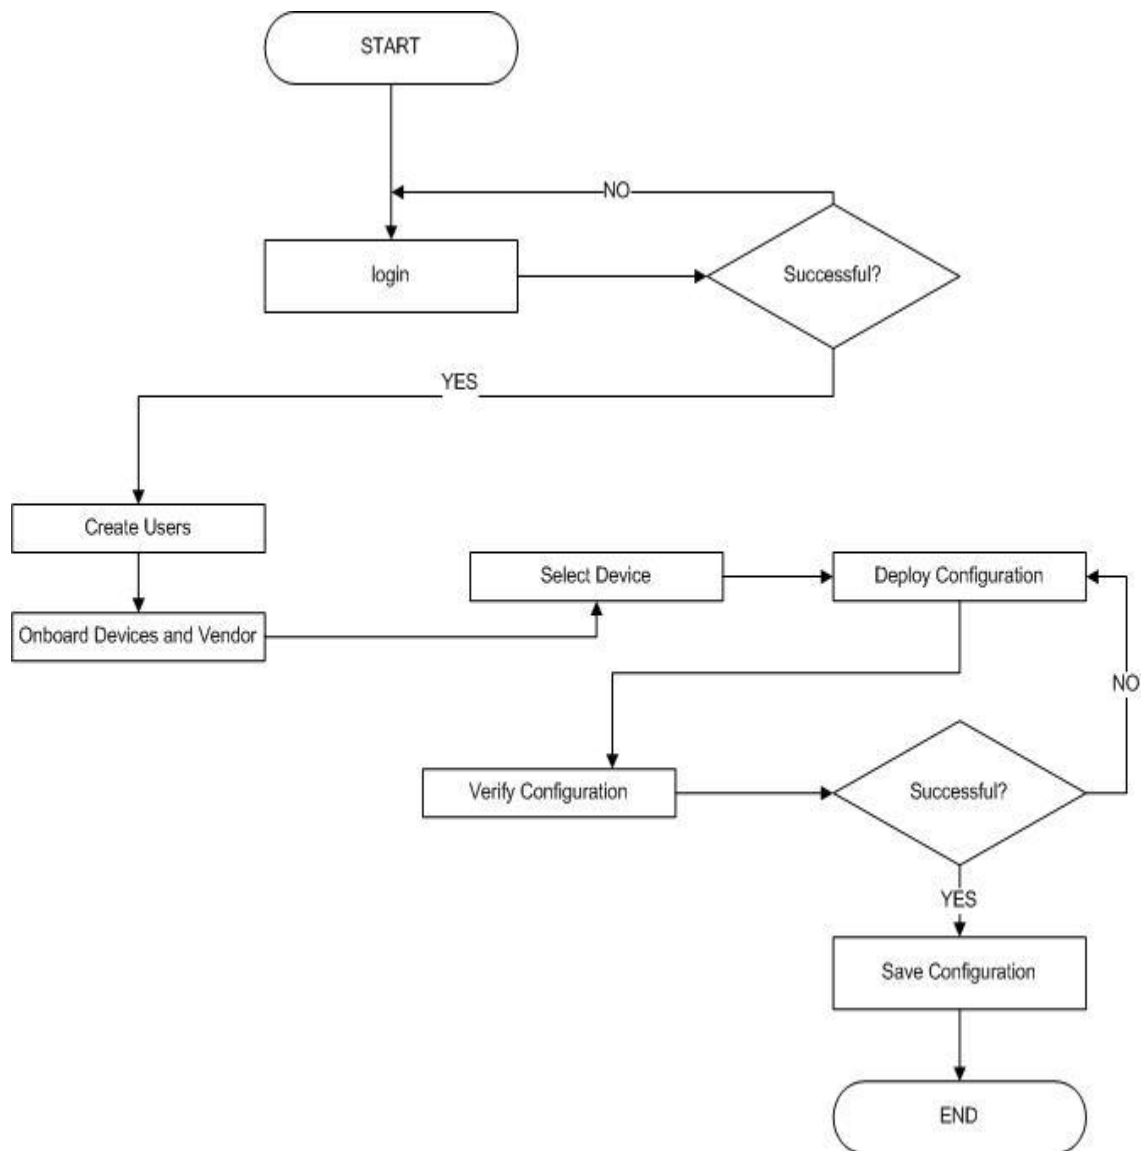 START
NO
login
Successful?
YES
Create Users
Select Device
Deploy Configuration
Onboard Devices and Vendor
NO
Verify Configuration
Successful?
YES
Save Configuration
END